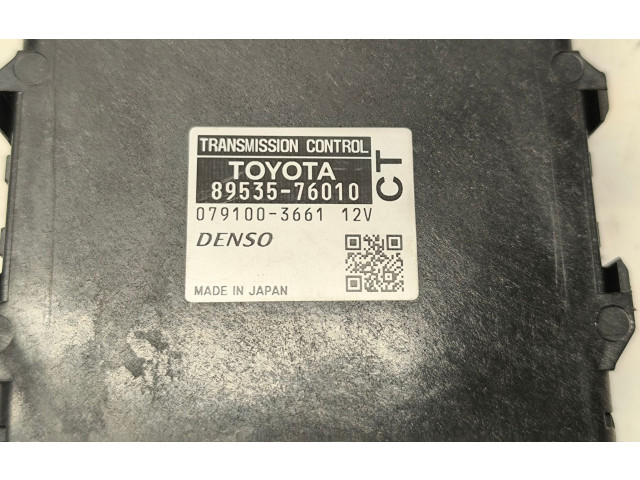 TRANSMISSION CONTROL
TOYOTA
89535-76010
CT
079100-3661 12V
DENSO
MADE IN JAPAN